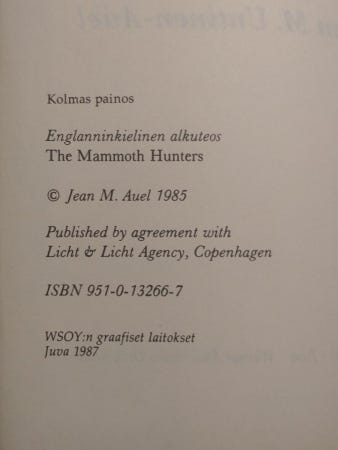 Kolmas painos
Englanninkielinen alkuteos
The Mammoth Hunters
© Jean M. Auel 1985
Published by agreement with
Licht & Licht Agency, Copenhagen
ISBN 951-0-13266-7
WSOY:n graafiset laitokset
Juva 1987